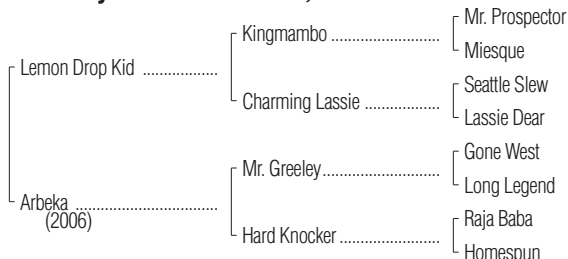 Mr. Prospector
Kingmambo ........................
Miesque
Lemon Drop Kid .................
Seattle Slew
Charming Lassie .................
Lassie Dear
Gone West
Mr. Greeley..........................
Long Legend
Arbeka ................................
(2006)
Raja Baba
Hard Knocker ......................
Homespun